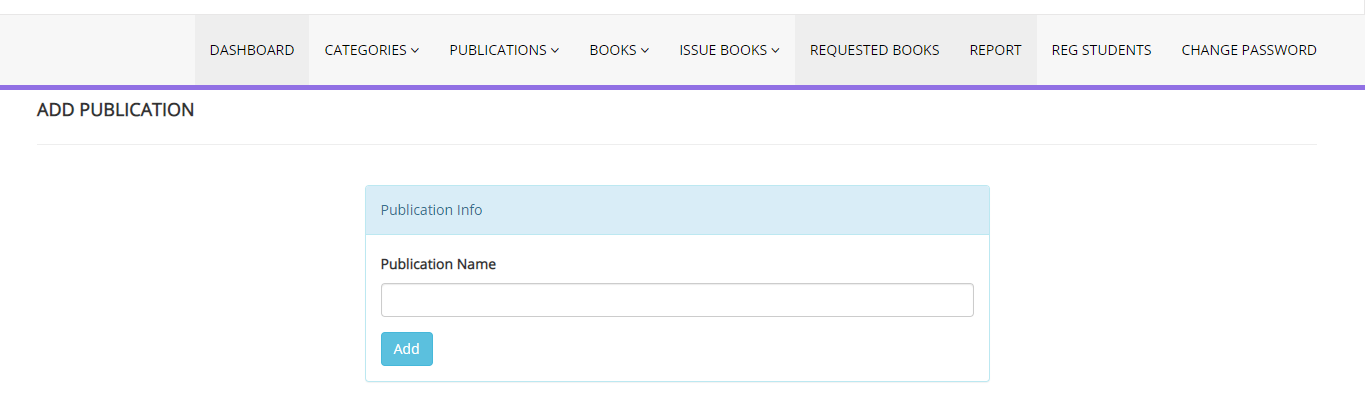 DASHBOARD CATEGORIES PUBLICATIONS BOOKS ISSUE BOOKS REQUESTED BOOKS REPORT REG STUDENTS CHANGE PASSWORD
ADD PUBLICATION
Publication Info
Publication Name
Add